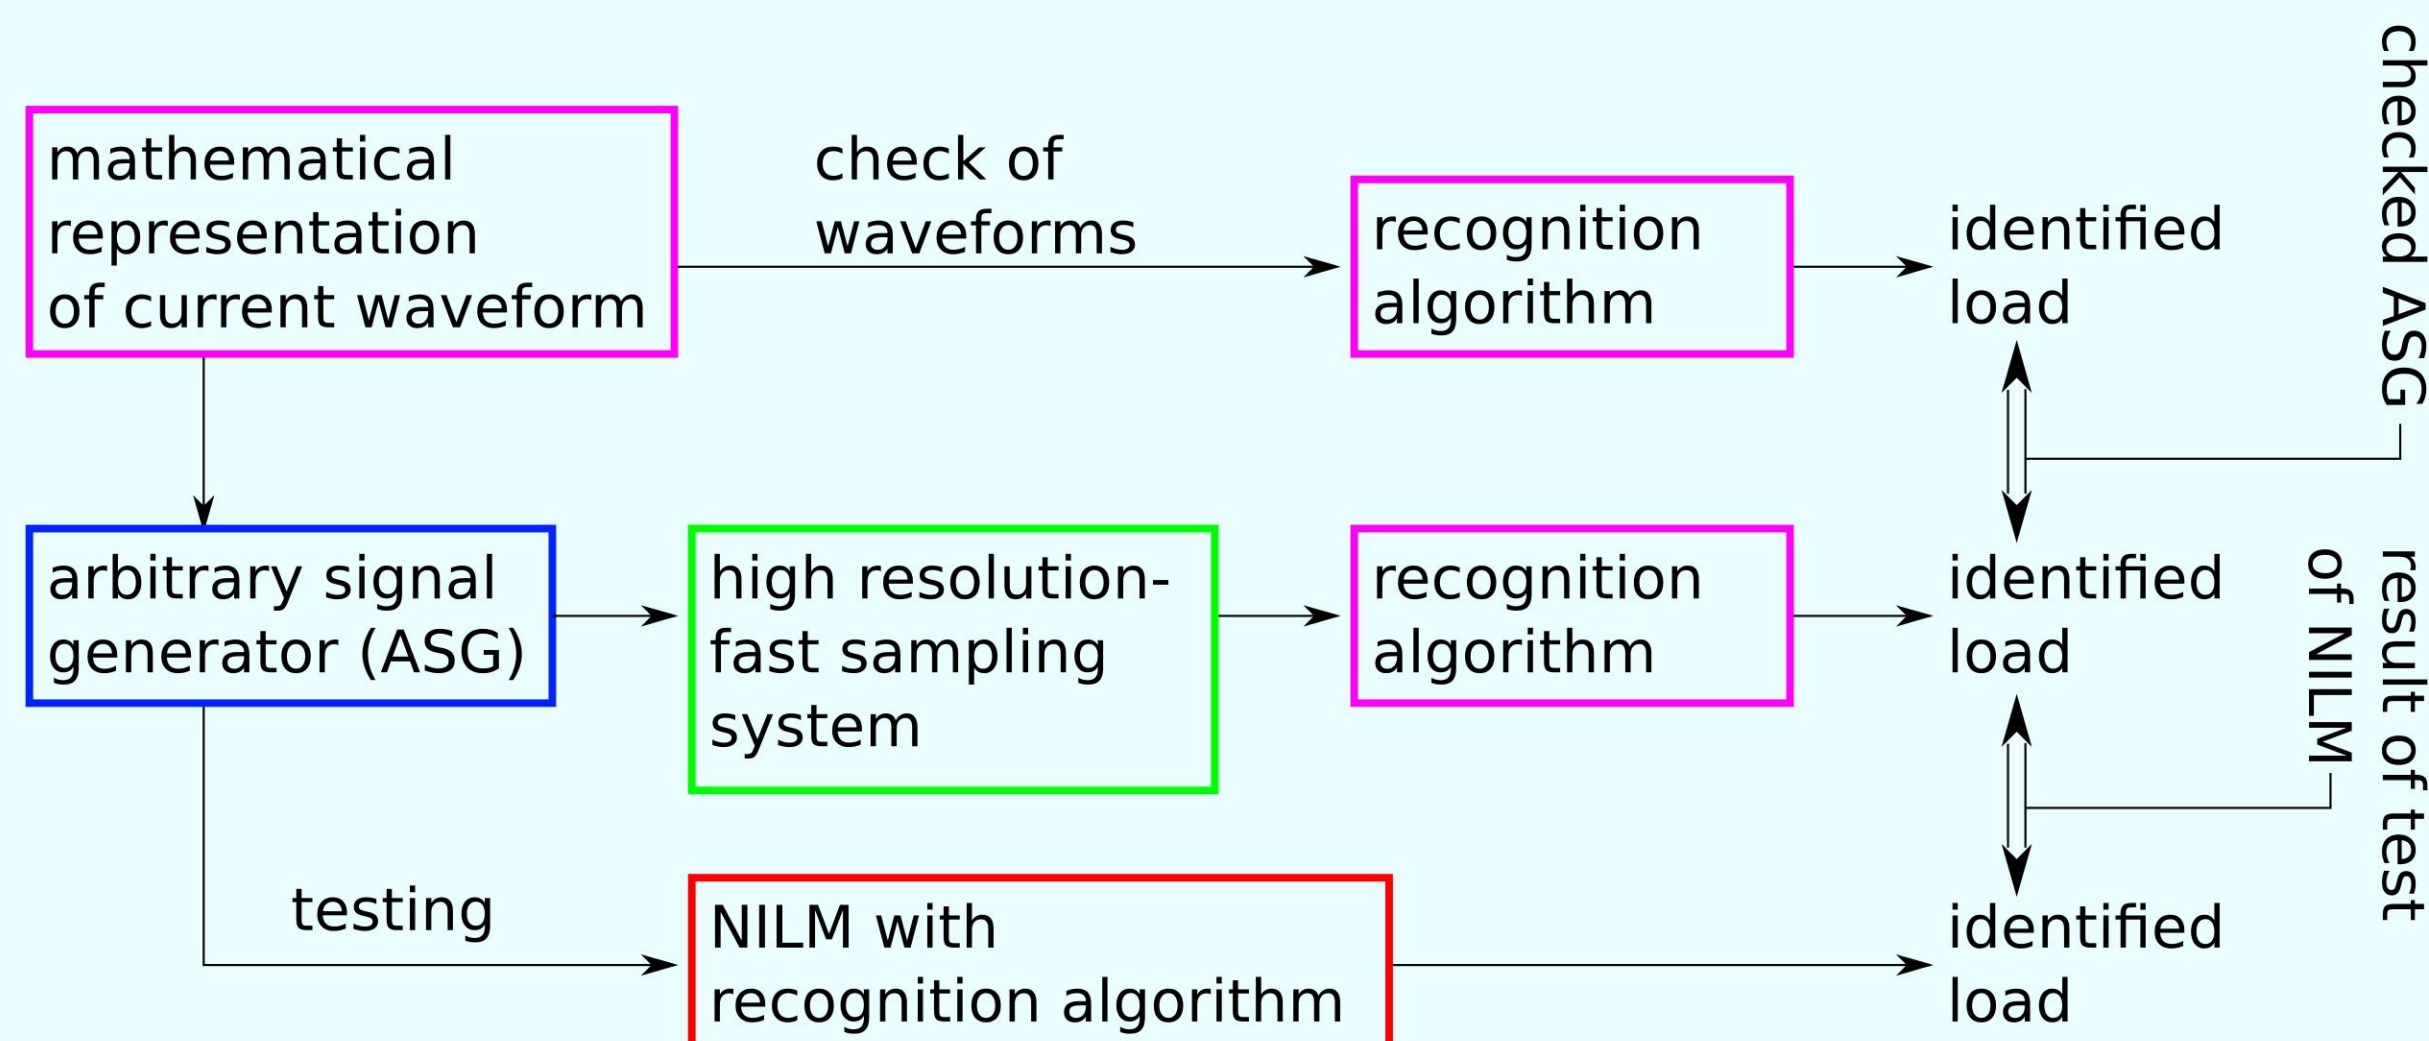 mathematical
representation
of current waveform
check of
waveforms
recognition
algorithm
identified
load
checked ASG
arbitrary signal
generator (ASG)
high resolution-
fast sampling
system
recognition
algorithm
identified
load
result of test
of NILM
testing
NILM with
recognition algorithm
identified
load